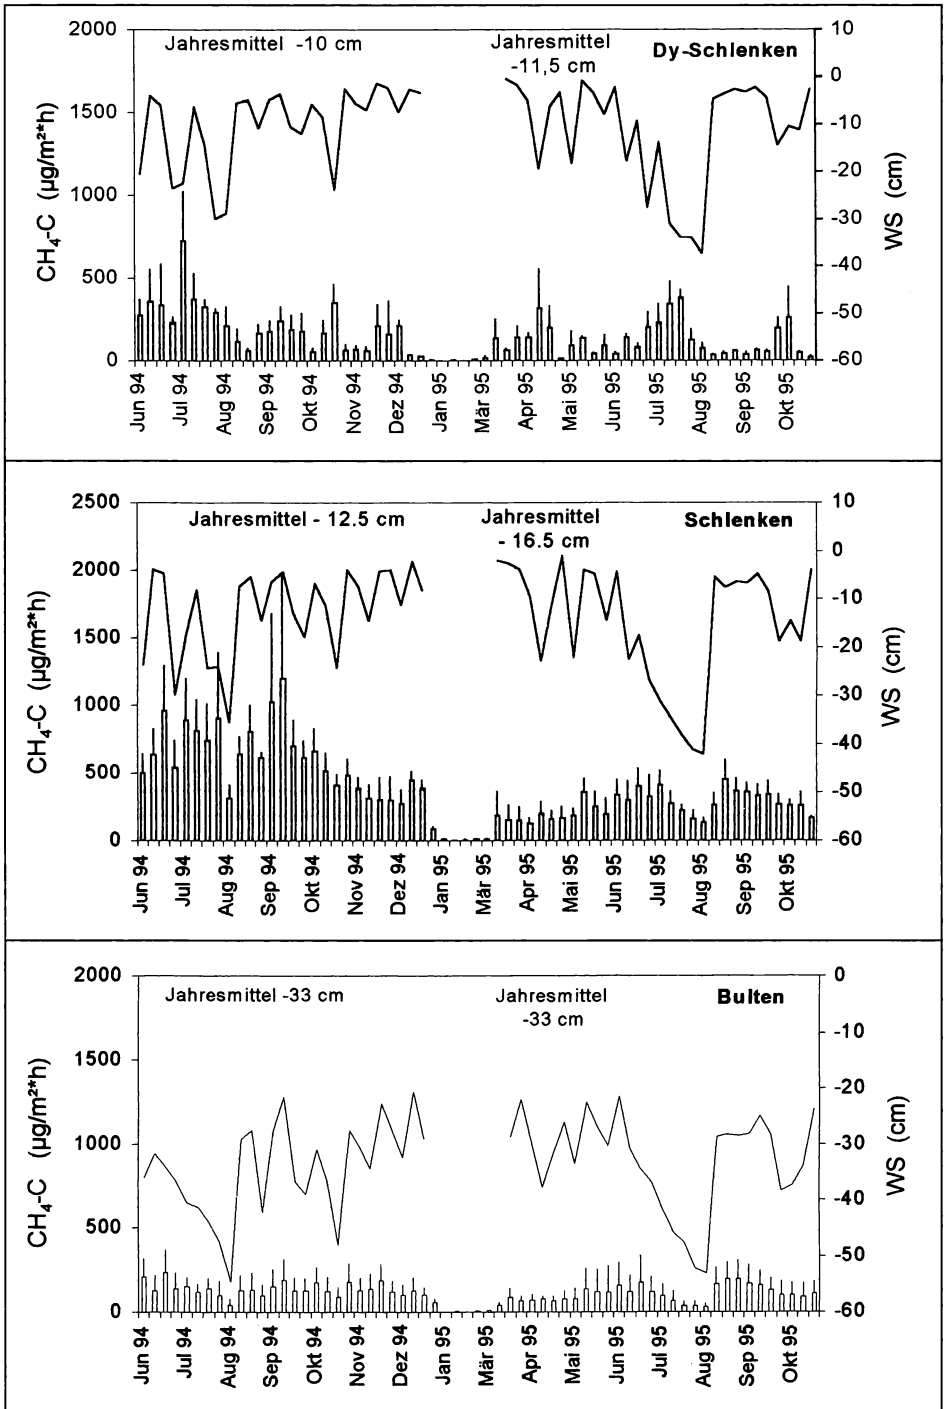 2000
1500
1000
500
0
CH₄-C (µg/m²*h)
Jahresmittel -10 cm
Jahresmittel
-11,5 cm
Dy-Schlenken
10
0
-10
-20
-30
-40
-50
-60
WS (cm)
Jun 94
Jul 94
Aug 94
Sep 94
Okt 94
Nov 94
Dez 94
Jan 95
Mär 95
Apr 95
Mai 95
Jun 95
Jul 95
Aug 95
Sep 95
Okt 95
2500
2000
1500
1000
500
0
CH₄-C (µg/m²*h)
Jahresmittel - 12.5 cm
Jahresmittel
- 16.5 cm
Schlenken
10
0
-10
-20
-30
-40
-50
-60
WS (cm)
Jun 94
Jul 94
Aug 94
Sep 94
Okt 94
Nov 94
Dez 94
Jan 95
Mär 95
Apr 95
Mai 95
Jun 95
Jul 95
Aug 95
Sep 95
Okt 95
2000
1500
1000
500
0
CH₄-C (µg/m²*h)
Jahresmittel -33 cm
Jahresmittel
-33 cm
Bulten
0
-10
-20
-30
-40
-50
-60
WS (cm)
Jun 94
Jul 94
Aug 94
Sep 94
Okt 94
Nov 94
Dez 94
Jan 95
Mär 95
Apr 95
Mai 95
Jun 95
Jul 95
Aug 95
Sep 95
Okt 95